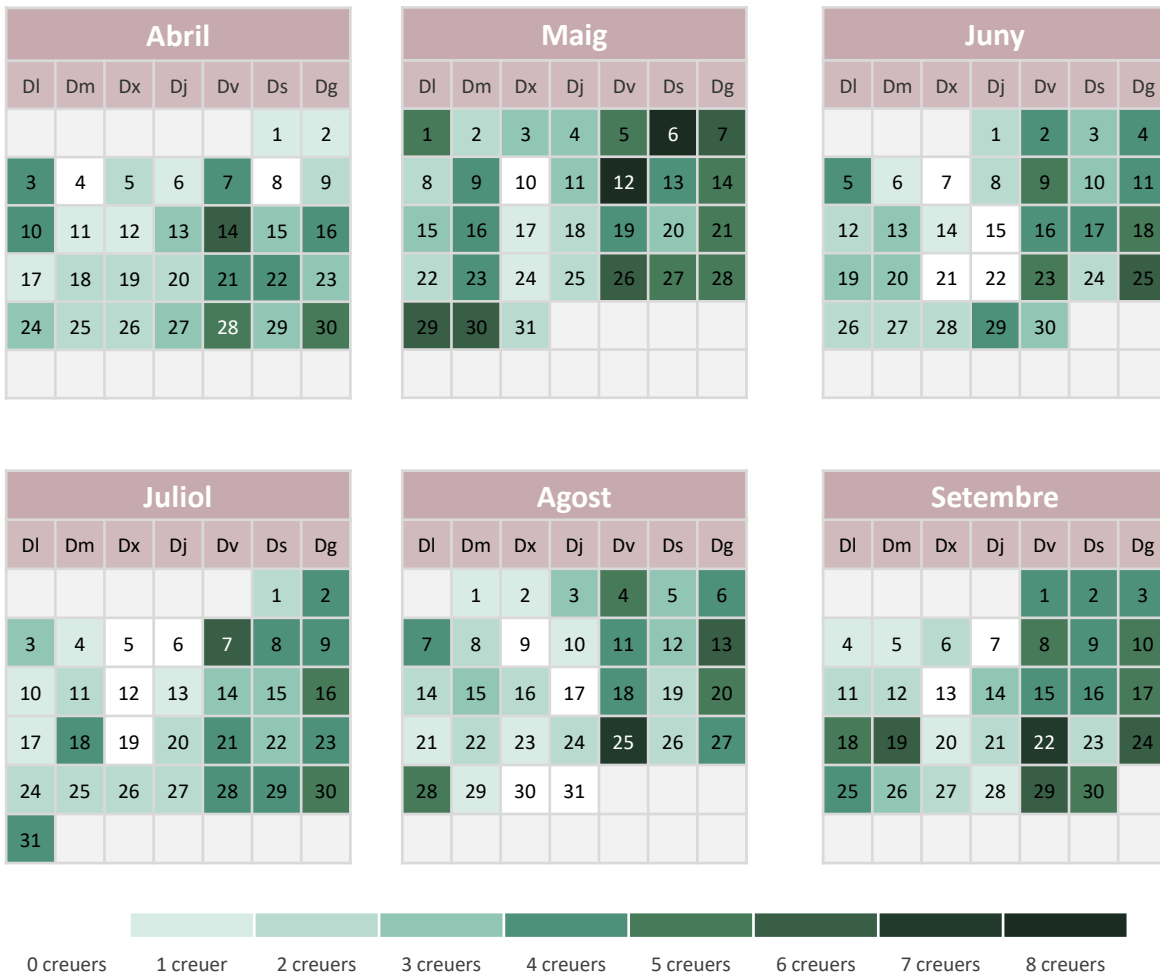 Abril Maig Juny
Dl Dm Dx Dj Dv Ds Dg Dl Dm Dx Dj Dv Ds Dg Dl Dm Dx Dj Dv Ds Dg
1 2 1 2 3 4 5 6 7 1 2 3 4
3 4 5 6 7 8 9 8 9 10 11 12 13 14 5 6 7 8 9 10 11
10 11 12 13 14 15 16 15 16 17 18 19 20 21 12 13 14 15 16 17 18
17 18 19 20 21 22 23 22 23 24 25 26 27 28 19 20 21 22 23 24 25
24 25 26 27 28 29 30 29 30 31 26 27 28 29 30
Juliol Agost Setembre
Dl Dm Dx Dj Dv Ds Dg Dl Dm Dx Dj Dv Ds Dg Dl Dm Dx Dj Dv Ds Dg
1 2 1 2 3 4 5 6 1 2 3
3 4 5 6 7 8 9 7 8 9 10 11 12 13 4 5 6 7 8 9 10
10 11 12 13 14 15 16 14 15 16 17 18 19 20 11 12 13 14 15 16 17
17 18 19 20 21 22 23 21 22 23 24 25 26 27 18 19 20 21 22 23 24
24 25 26 27 28 29 30 28 29 30 31 25 26 27 28 29 30
31
0 creuers 1 creuer 2 creuers 3 creuers 4 creuers 5 creuers 6 creuers 7 creuers 8 creuers